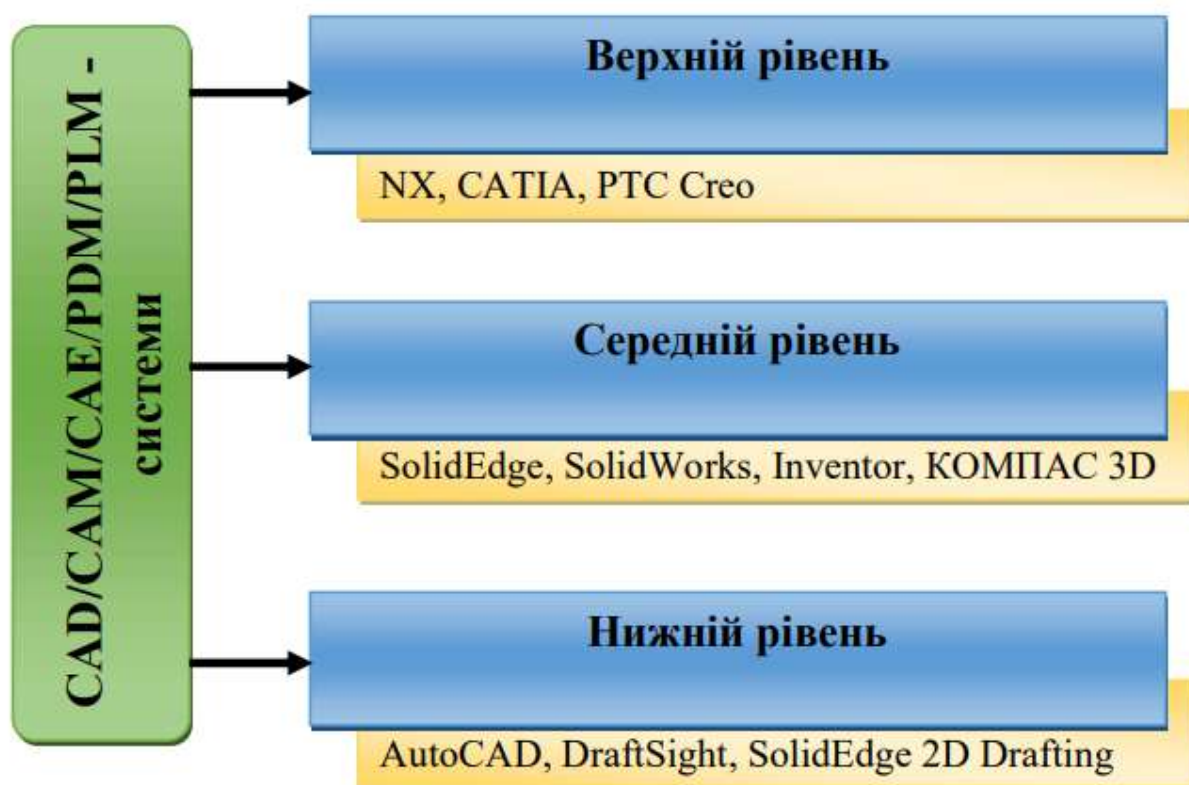 CAD/CAM/CAE/PDM/PLM -
системи
Верхній рівень
NX, CATIA, PTC Creo
Середній рівень
SolidEdge, SolidWorks, Inventor, КОМПАС 3D
Нижній рівень
AutoCAD, DraftSight, SolidEdge 2D Drafting